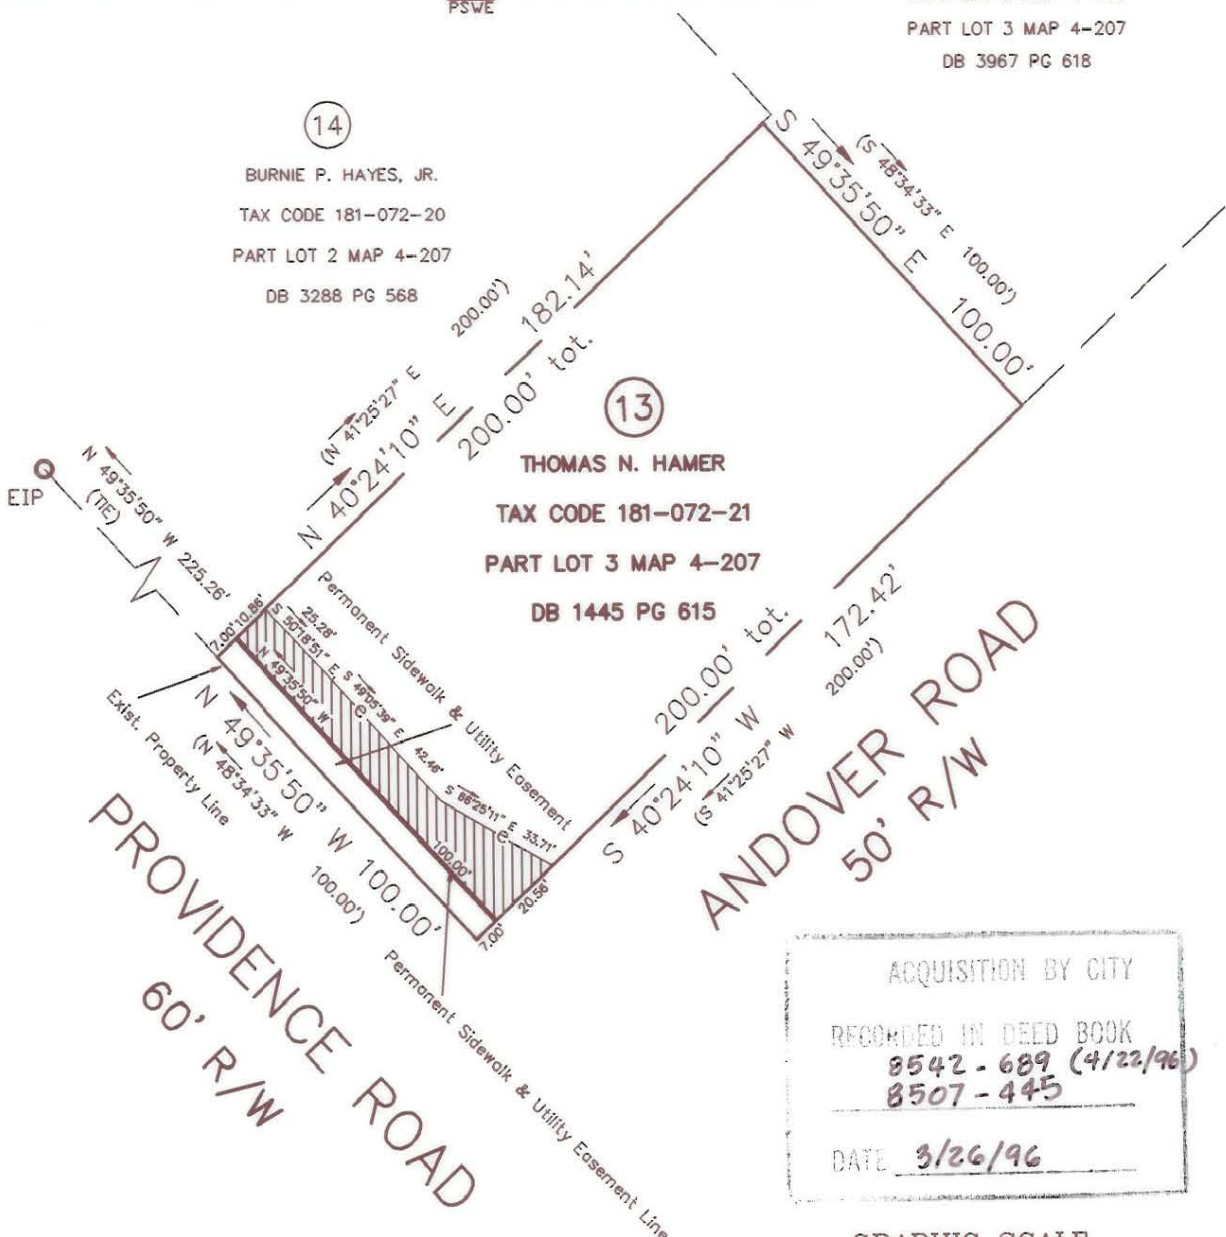 PSWE
PART LOT 3 MAP 4-207
DB 3967 PG 618
14
BURNIE P. HAYES, JR.
TAX CODE 181-072-20
PART LOT 2 MAP 4-207
DB 3288 PG 568
S 49°35'50" E 100.00'
(S 48°34'33" E 100.00')
182.14'
200.00' tot.
N 40°24'10" E
(N 41°25'27" E 200.00')
13
THOMAS N. HAMER
TAX CODE 181-072-21
PART LOT 3 MAP 4-207
DB 1445 PG 615
EIP
N 49°35'50" W 225.26'
(TIE)
7.00'
10.86'
S 50°18'51" E
25.28'
N 49°35'50" W
100.00'
S 49°05'39" E 42.46'
S 66°25'11" E 33.71'
e
e
Permanent Sidewalk & Utility Easement
Exist. Property Line
N 49°35'50" W 100.00'
(N 48°34'33" W 100.00')
7.00'
20.56'
172.42'
200.00' tot.
S 40°24'10" W
(S 41°25'27" W 200.00')
ANDOVER ROAD
50' R/W
PROVIDENCE ROAD
60' R/W
Permanent Sidewalk & Utility Easement Line
ACQUISITION BY CITY
RECORDED IN DEED BOOK
8542-689 (4/22/96)
8507-445
DATE 3/26/96
GRAPHIC SCALE